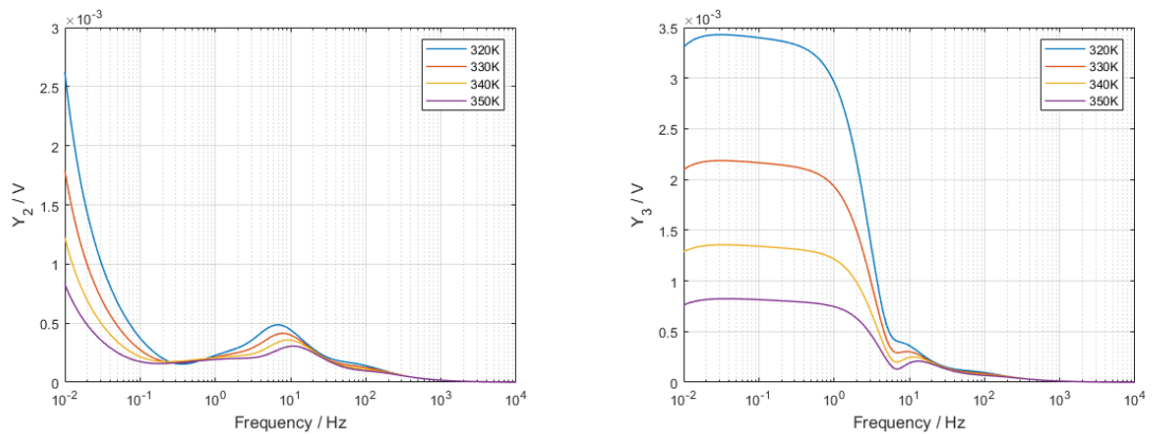 ×10⁻³
3
2.5
2
1.5
1
0.5
0
Y₂ / V
10⁻² 10⁻¹ 10⁰ 10¹ 10² 10³ 10⁴
Frequency / Hz
320K
330K
340K
350K
×10⁻³
3.5
3
2.5
2
1.5
1
0.5
0
Y₃ / V
10⁻² 10⁻¹ 10⁰ 10¹ 10² 10³ 10⁴
Frequency / Hz
320K
330K
340K
350K